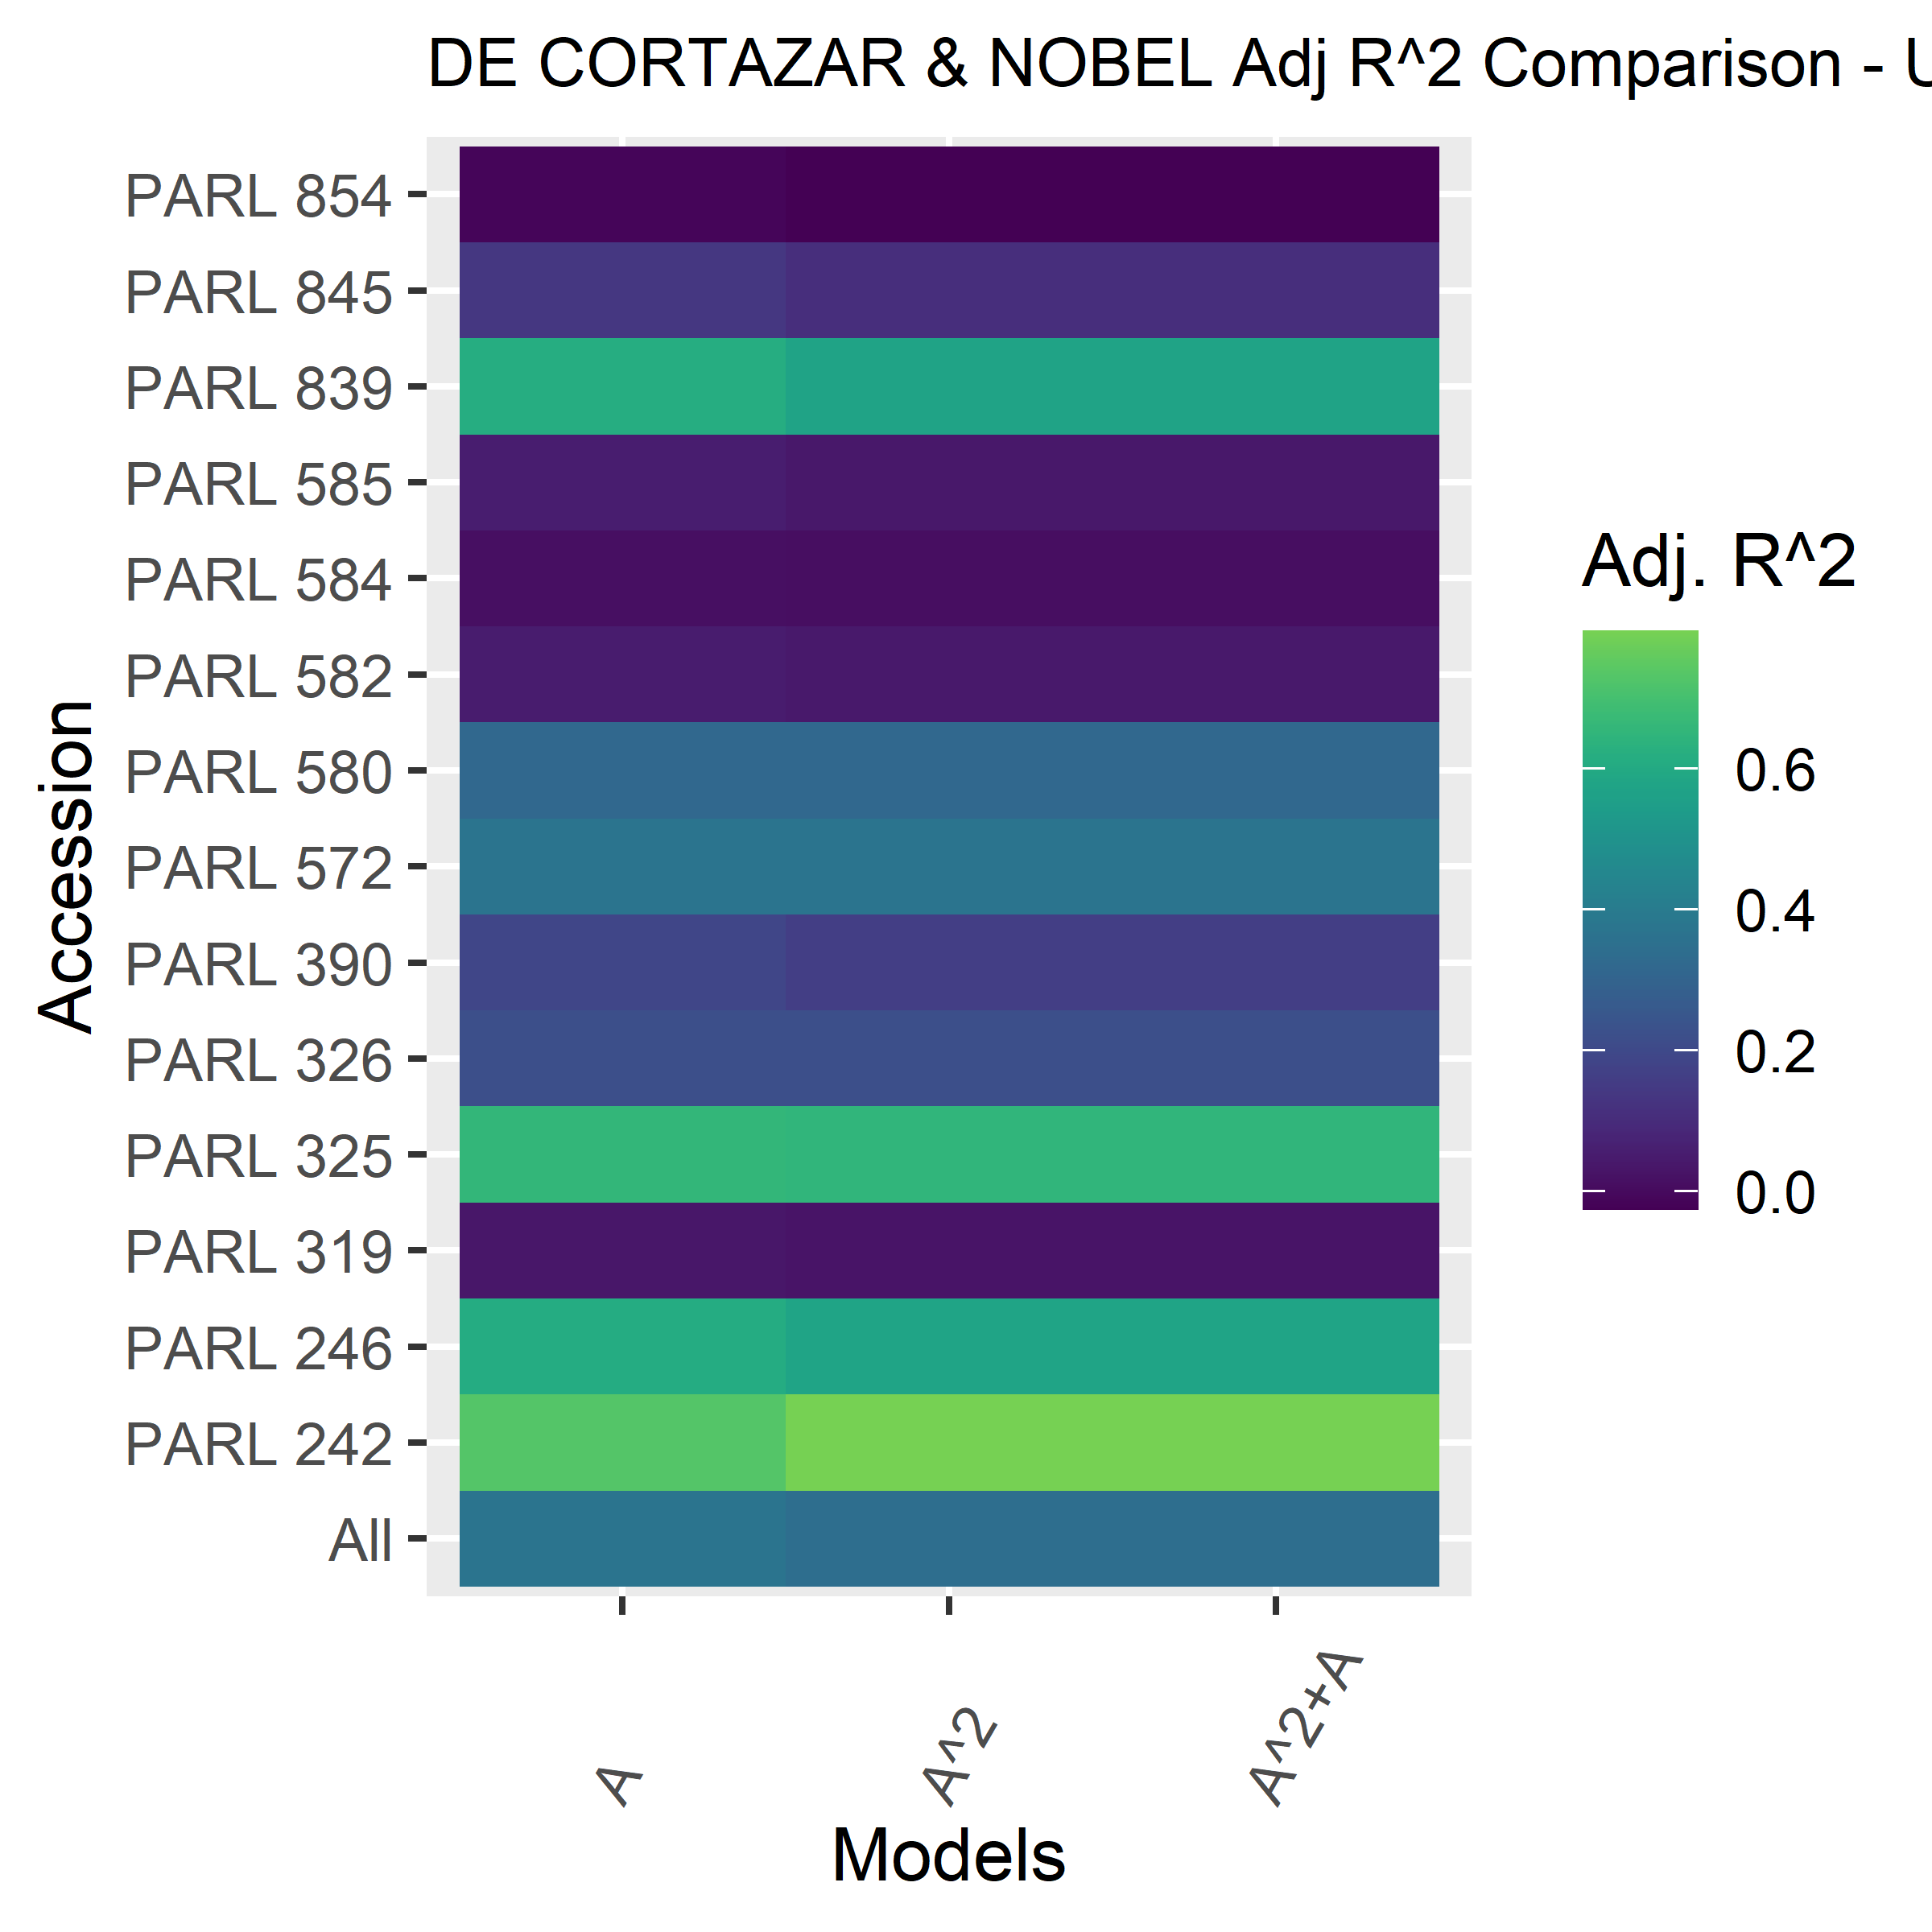 DE CORTAZAR & NOBEL Adj R^2 Comparison -
PARL 854
PARL 845
PARL 839
PARL 585
PARL 584
PARL 582
PARL 580
PARL 572
PARL 390
PARL 326
PARL 325
PARL 319
PARL 246
PARL 242
All
Accession
A
A^2
A^2+A
Models
Adj. R^2
0.6
0.4
0.2
0.0